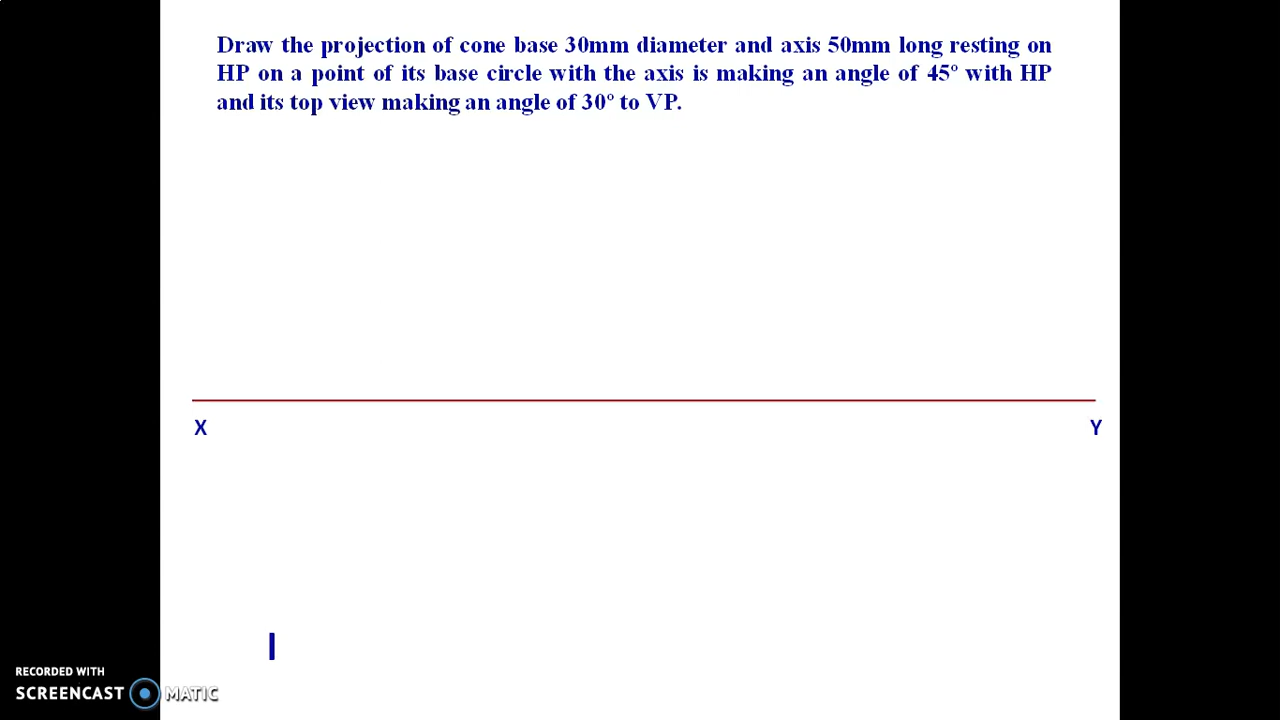 Draw the projection of cone base 30mm diameter and axis 50mm long resting on
HP on a point of its base circle with the axis is making an angle of 45º with HP
and its top view making an angle of 30º to VP.
X
Y
I
RECORDED WITH
SCREENCAST MATIC